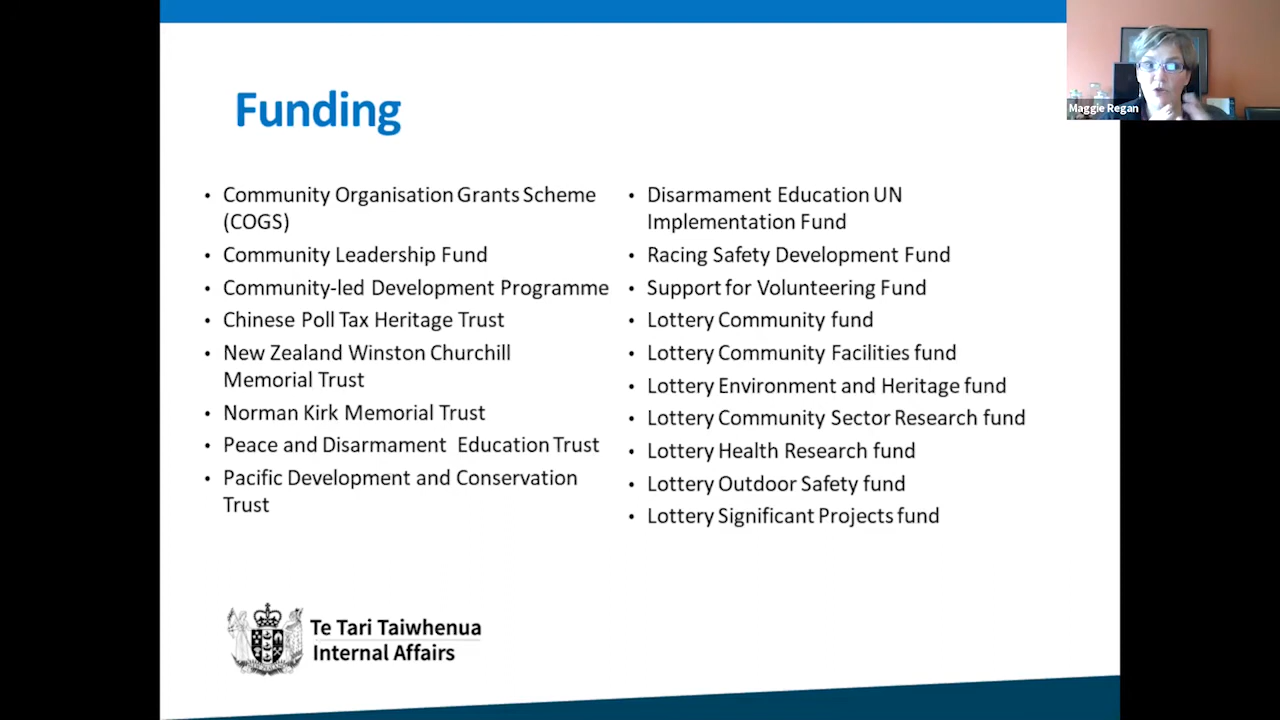 Funding
• Community Organisation Grants Scheme
(COGS)
• Community Leadership Fund
• Community-led Development Programme
• Chinese Poll Tax Heritage Trust
• New Zealand Winston Churchill
Memorial Trust
• Norman Kirk Memorial Trust
• Peace and Disarmament  Education Trust
• Pacific Development and Conservation
Trust
• Disarmament Education UN
Implementation Fund
• Racing Safety Development Fund
• Support for Volunteering Fund
• Lottery Community fund
• Lottery Community Facilities fund
• Lottery Environment and Heritage fund
• Lottery Community Sector Research fund
• Lottery Health Research fund
• Lottery Outdoor Safety fund
• Lottery Significant Projects fund
Te Tari Taiwhenua
Internal Affairs
Maggie Regan